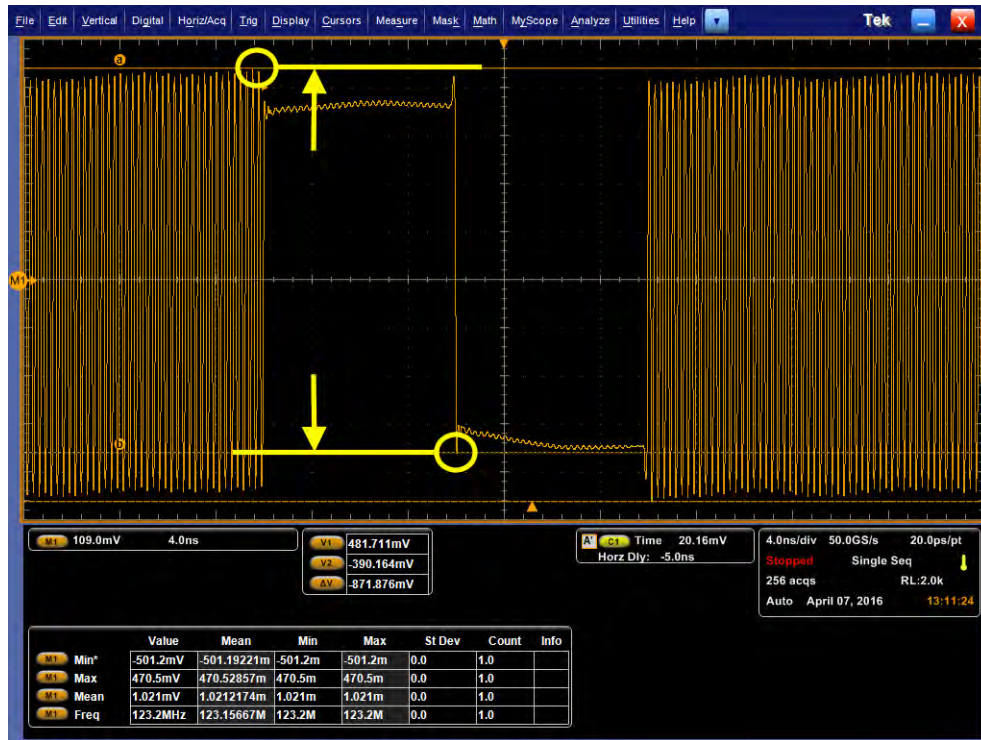 File Edit Vertical Digital Horiz/Acq Trig Display Cursors Measure Mask Math MyScope Analyze Utilities Help Tek X
a
M1
b
M1 109.0mV 4.0ns
V1 481.711mV
V2 -390.164mV
ΔV -871.876mV
A' C1 Time 20.16mV
Horz Dly: -5.0ns
4.0ns/div 50.0GS/s 20.0ps/pt
Stopped Single Seq
256 acqs RL:2.0k
Auto April 07, 2016 13:11:24
Value Mean Min Max St Dev Count Info
M1 Min* -501.2mV -501.19221m -501.2m -501.2m 0.0 1.0
M1 Max 470.5mV 470.52857m 470.5m 470.5m 0.0 1.0
M1 Mean 1.021mV 1.0212174m 1.021m 1.021m 0.0 1.0
M1 Freq 123.2MHz 123.15667M 123.2M 123.2M 0.0 1.0